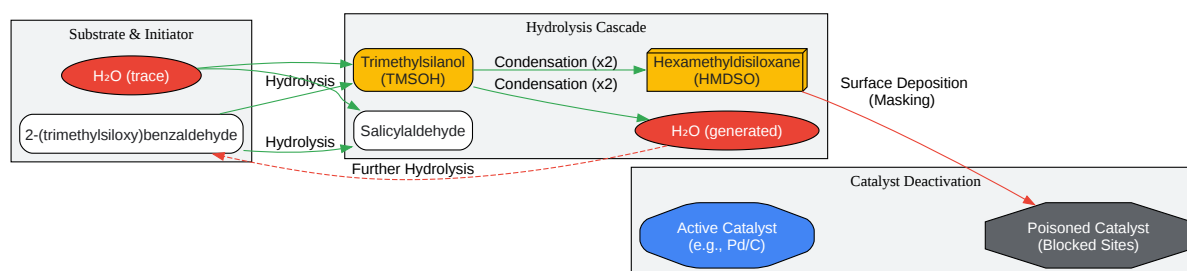 Substrate & Initiator
H₂O (trace)
2-(trimethylsiloxy)benzaldehyde
Hydrolysis
Hydrolysis
Hydrolysis Cascade
Trimethylsilanol
(TMSOH)
Salicylaldehyde
Condensation (x2)
Condensation (x2)
Hexamethyldisiloxane
(HMDSO)
H₂O (generated)
Further Hydrolysis
Surface Deposition
(Masking)
Catalyst Deactivation
Active Catalyst
(e.g., Pd/C)
Poisoned Catalyst
(Blocked Sites)